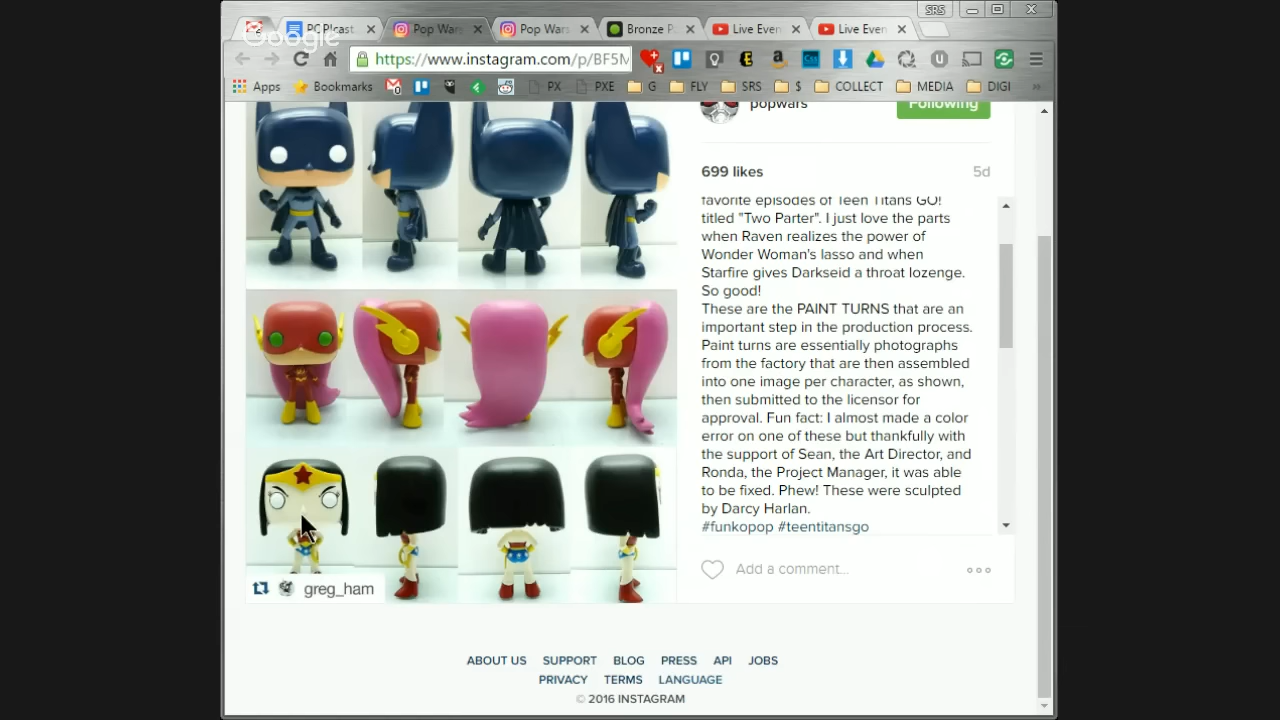 SRS
Google
PCPlcast
Pop Wars
Pop Wars
Bronze P
Live Even
Live Even
https://www.instagram.com/p/BF5M
Apps
Bookmarks
0
PX
PXE
G
FLY
SRS
$
COLLECT
MEDIA
DIGI
»
popwars
Following
699 likes
5d
favorite episodes of Teen Titans GO!
titled "Two Parter". I just love the parts
when Raven realizes the power of
Wonder Woman's lasso and when
Starfire gives Darkseid a throat lozenge.
So good!
These are the PAINT TURNS that are an
important step in the production process.
Paint turns are essentially photographs
from the factory that are then assembled
into one image per character, as shown,
then submitted to the licensor for
approval. Fun fact: I almost made a color
error on one of these but thankfully with
the support of Sean, the Art Director, and
Ronda, the Project Manager, it was able
to be fixed. Phew! These were sculpted
by Darcy Harlan.
#funkopop #teentitansgo
Add a comment...
greg_ham
ABOUT US SUPPORT BLOG PRESS API JOBS
PRIVACY TERMS LANGUAGE
© 2016 INSTAGRAM